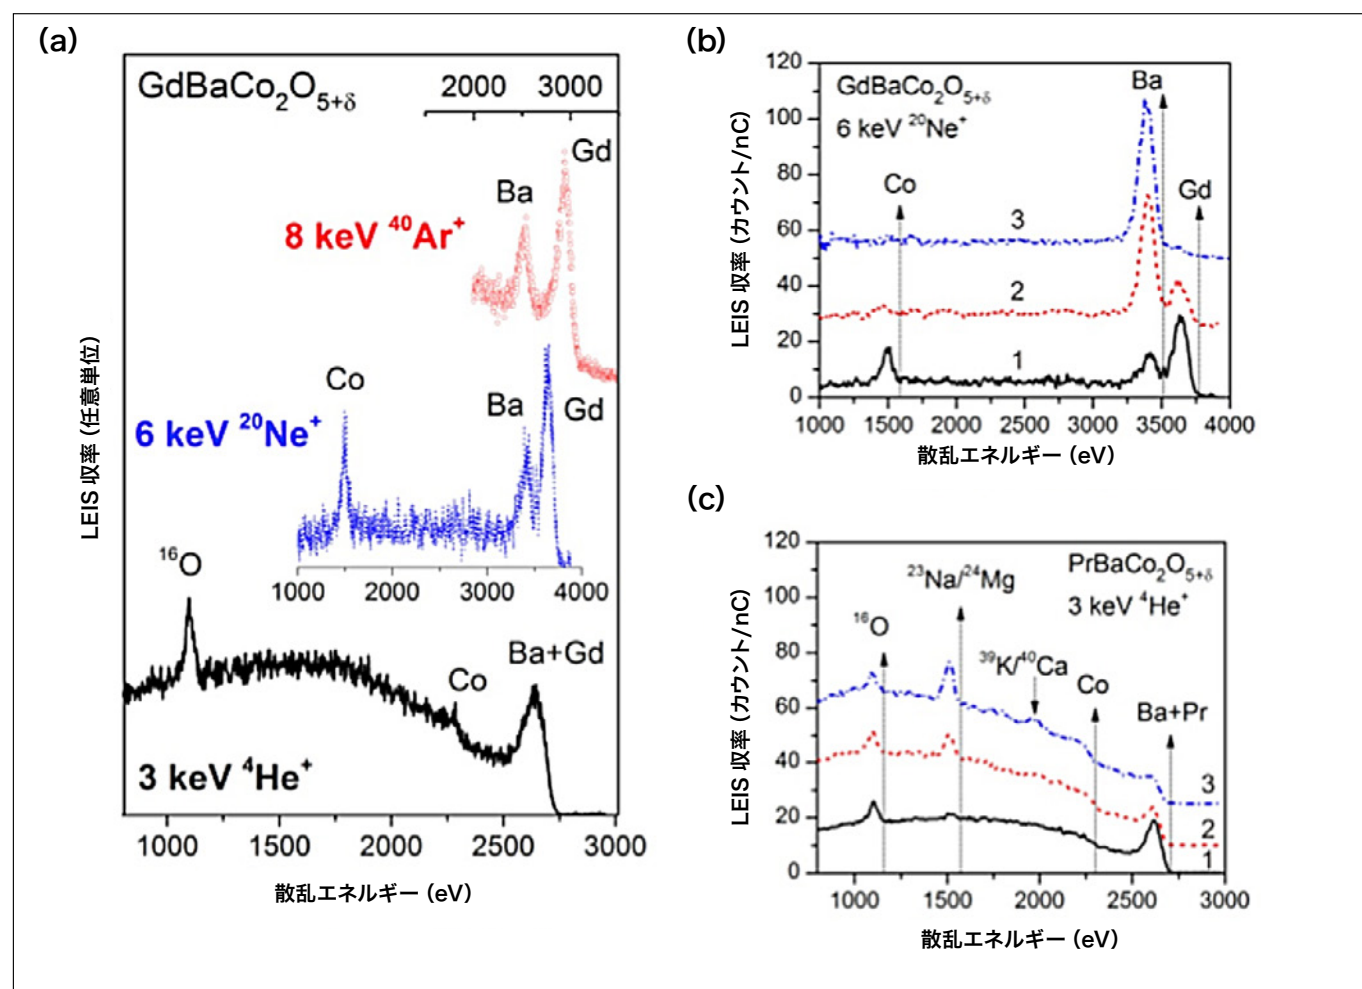 (a)
GdBaCo₂O₅₊δ
2000 3000
Gd
Ba
8 keV ⁴⁰Ar⁺
Co
Ba
Gd
6 keV ²⁰Ne⁺
1000 2000 3000 4000
¹⁶O
Ba+Gd
Co
3 keV ⁴He⁺
1000 1500 2000 2500 3000
散乱エネルギー (eV)
LEIS 収率 (任意単位)
(b)
120
100
80
60
40
20
0
GdBaCo₂O₅₊δ
6 keV ²⁰Ne⁺
Ba
Co
Gd
3
2
1
1000 1500 2000 2500 3000 3500 4000
散乱エネルギー (eV)
LEIS 収率 (カウント/nC)
(c)
120
100
80
60
40
20
0
PrBaCo₂O₅₊δ
3 keV ⁴He⁺
²³Na/²⁴Mg
¹⁶O
³⁹K/⁴⁰Ca
Co
Ba+Pr
3
2
1
1000 1500 2000 2500 3000
散乱エネルギー (eV)
LEIS 収率 (カウント/nC)